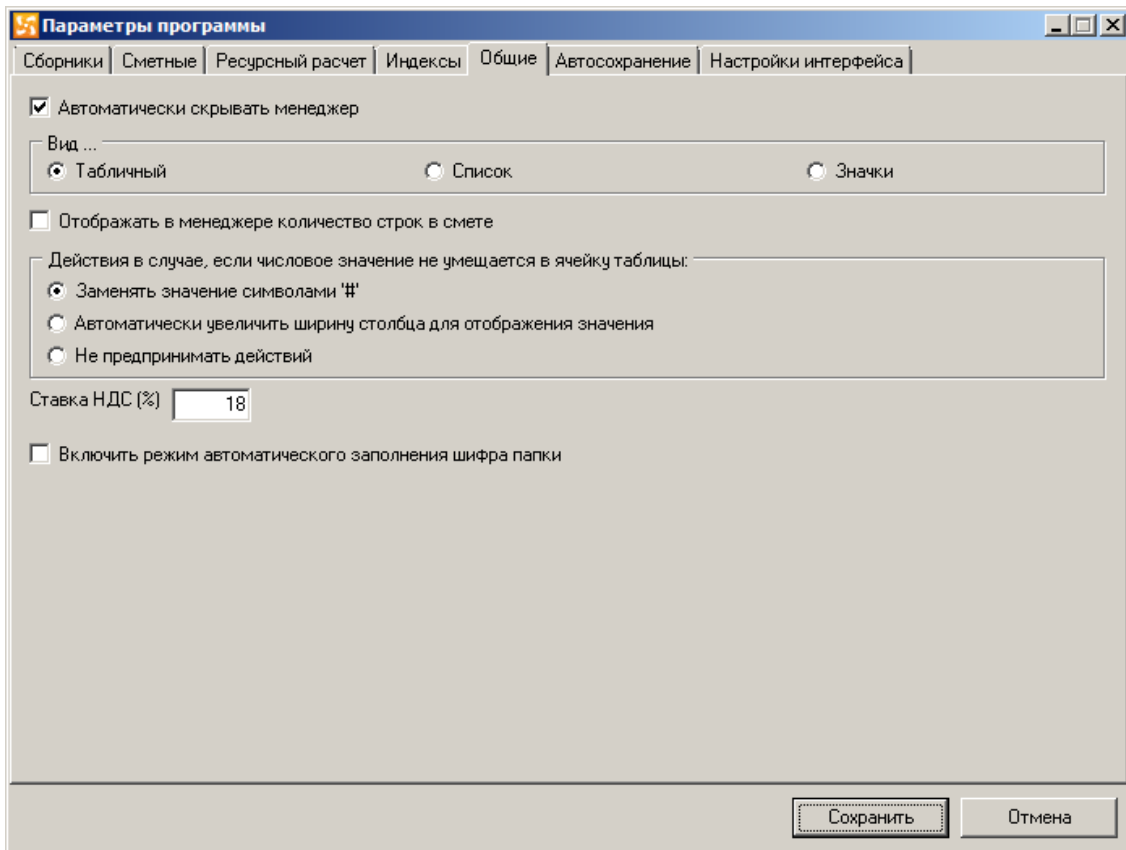 Параметры программы
Сборники Сметные Ресурсный расчет Индексы Общие Автосохранение Настройки интерфейса
Автоматически скрывать менеджер
Вид ...
Табличный Список Значки
Отображать в менеджере количество строк в смете
Действия в случае, если числовое значение не умещается в ячейку таблицы:
Заменять значение символами '#'
Автоматически увеличить ширину столбца для отображения значения
Не предпринимать действий
Ставка НДС (%) 18
Включить режим автоматического заполнения шифра папки
Сохранить Отмена